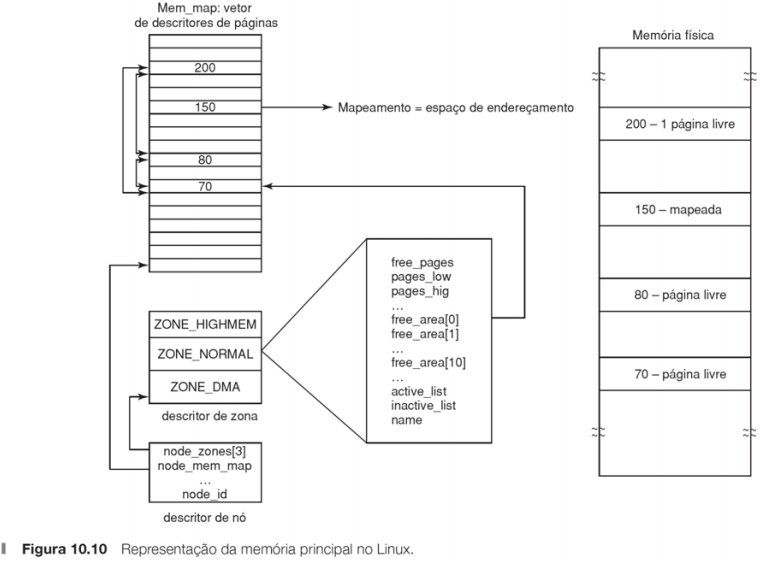 Mem_map: vetor
de descritores de páginas
200
150
Mapeamento = espaço de endereçamento
80
70
Memória física
200 – 1 página livre
150 – mapeada
80 – página livre
70 – página livre
free_pages
pages_low
pages_hig
...
free_area[0]
free_area[1]
...
free_area[10]
...
active_list
inactive_list
name
ZONE_HIGHMEM
ZONE_NORMAL
ZONE_DMA
descritor de zona
node_zones[3]
node_mem_map
...
node_id
descritor de nó
Figura 10.10 Representação da memória principal no Linux.